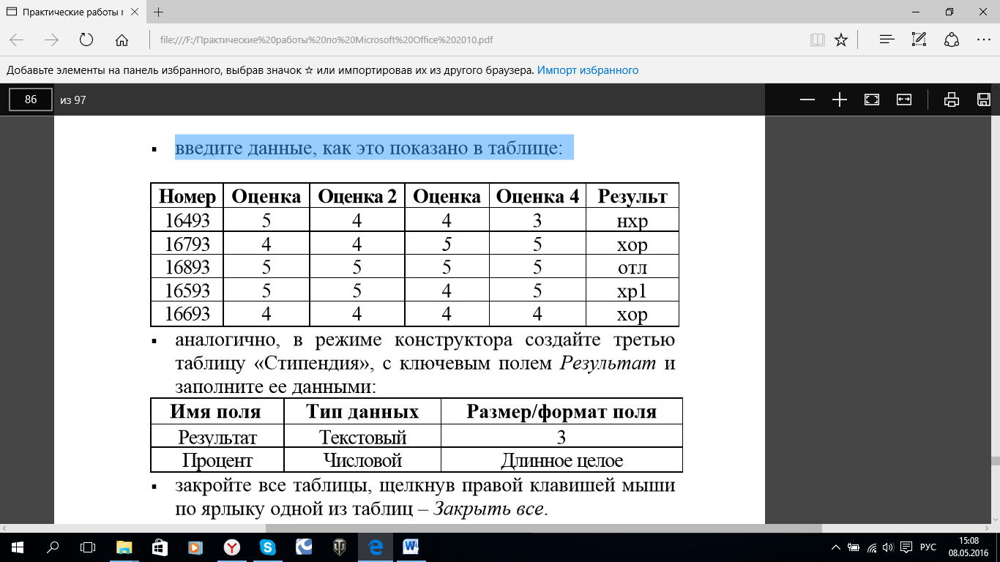 Практические работы п
file:///F:/Практические%20работы%20по%20Microsoft%20Office%202010.pdf
Добавьте элементы на панель избранного, выбрав значок ☆ или импортировав их из другого браузера. Импорт избранного
86 из 97
введите данные, как это показано в таблице:
Номер Оценка Оценка 2 Оценка Оценка 4 Результ
16493 5 4 4 3 нхр
16793 4 4 5 5 хор
16893 5 5 5 5 отл
16593 5 5 4 5 хр1
16693 4 4 4 4 хор
аналогично, в режиме конструктора создайте третью
таблицу «Стипендия», с ключевым полем Результат и
заполните ее данными:
Имя поля Тип данных Размер/формат поля
Результат Текстовый 3
Процент Числовой Длинное целое
закройте все таблицы, щелкнув правой клавишей мыши
по ярлыку одной из таблиц – Закрыть все.
РУС
15:08
08.05.2016